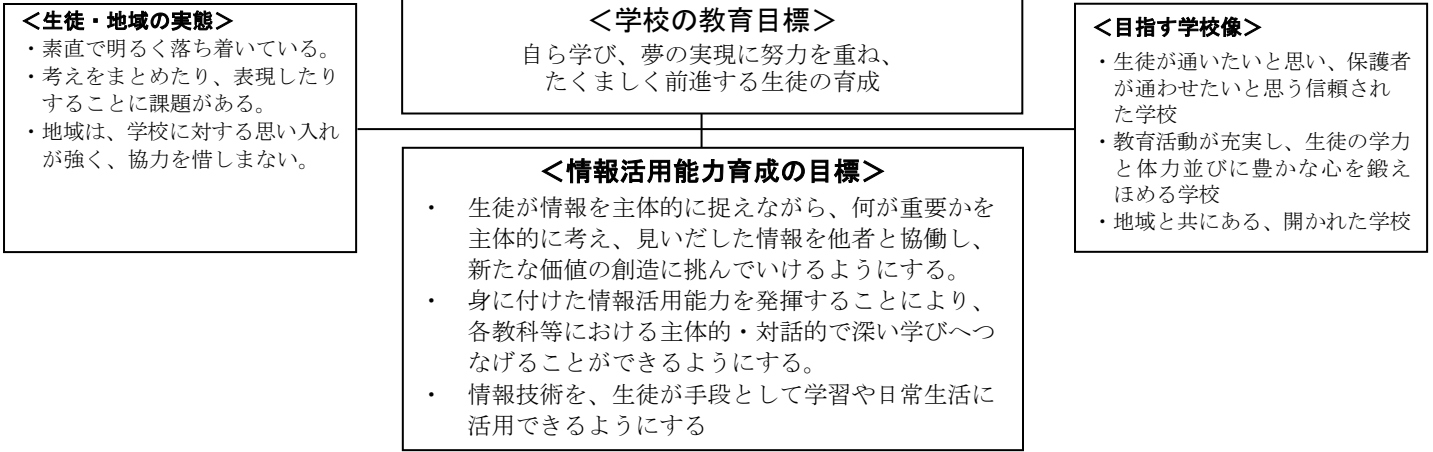 ＜生徒・地域の実態＞
・素直で明るく落ち着いている。
・考えをまとめたり、表現したり
することに課題がある。
・地域は、学校に対する思い入れ
が強く、協力を惜しまない。
＜学校の教育目標＞
自ら学び、夢の実現に努力を重ね、
たくましく前進する生徒の育成
＜目指す学校像＞
・生徒が通いたいと思い、保護者
が通わせたいと思う信頼され
た学校
・教育活動が充実し、生徒の学力
と体力並びに豊かな心を鍛え
ほめる学校
・地域と共にある、開かれた学校
＜情報活用能力育成の目標＞
・ 生徒が情報を主体的に捉えながら、何が重要かを
主体的に考え、見いだした情報を他者と協働し、
新たな価値の創造に挑んでいけるようにする。
・ 身に付けた情報活用能力を発揮することにより、
各教科等における主体的・対話的で深い学びへつ
なげることができるようにする。
・ 情報技術を、生徒が手段として学習や日常生活に
活用できるようにする